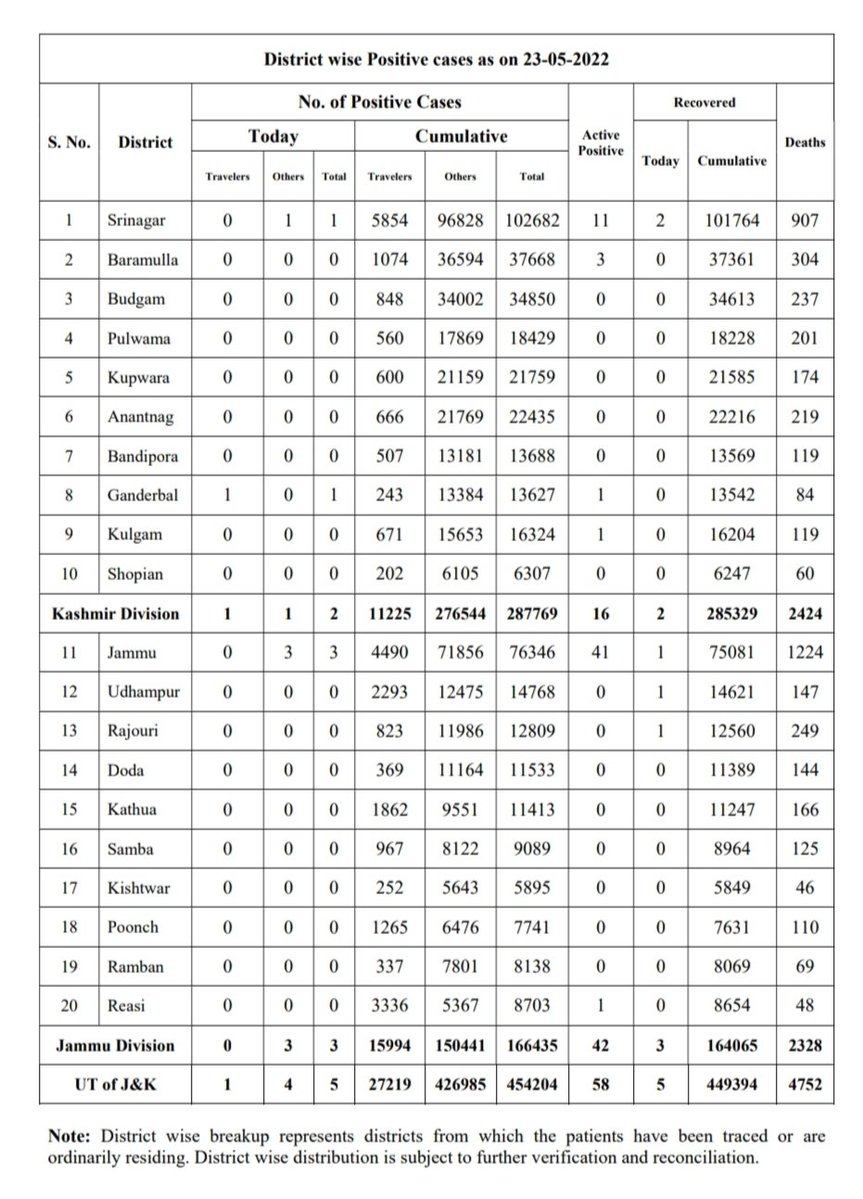 District wise Positive cases as on 23-05-2022
S. No. District No. of Positive Cases Active Positive Recovered Deaths
Today Cumulative Today Cumulative
Travelers Others Total Travelers Others Total
1 Srinagar 0 1 1 5854 96828 102682 11 2 101764 907
2 Baramulla 0 0 0 1074 36594 37668 3 0 37361 304
3 Budgam 0 0 0 848 34002 34850 0 0 34613 237
4 Pulwama 0 0 0 560 17869 18429 0 0 18228 201
5 Kupwara 0 0 0 600 21159 21759 0 0 21585 174
6 Anantnag 0 0 0 666 21769 22435 0 0 22216 219
7 Bandipora 0 0 0 507 13181 13688 0 0 13569 119
8 Ganderbal 1 0 1 243 13384 13627 1 0 13542 84
9 Kulgam 0 0 0 671 15653 16324 1 0 16204 119
10 Shopian 0 0 0 202 6105 6307 0 0 6247 60
Kashmir Division 1 1 2 11225 276544 287769 16 2 285329 2424
11 Jammu 0 3 3 4490 71856 76346 41 1 75081 1224
12 Udhampur 0 0 0 2293 12475 14768 0 1 14621 147
13 Rajouri 0 0 0 823 11986 12809 0 1 12560 249
14 Doda 0 0 0 369 11164 11533 0 0 11389 144
15 Kathua 0 0 0 1862 9551 11413 0 0 11247 166
16 Samba 0 0 0 967 8122 9089 0 0 8964 125
17 Kishtwar 0 0 0 252 5643 5895 0 0 5849 46
18 Poonch 0 0 0 1265 6476 7741 0 0 7631 110
19 Ramban 0 0 0 337 7801 8138 0 0 8069 69
20 Reasi 0 0 0 3336 5367 8703 1 0 8654 48
Jammu Division 0 3 3 15994 150441 166435 42 3 164065 2328
UT of J&K 1 4 5 27219 426985 454204 58 5 449394 4752
Note: District wise breakup represents districts from which the patients have been traced or are
ordinarily residing. District wise distribution is subject to further verification and reconciliation.